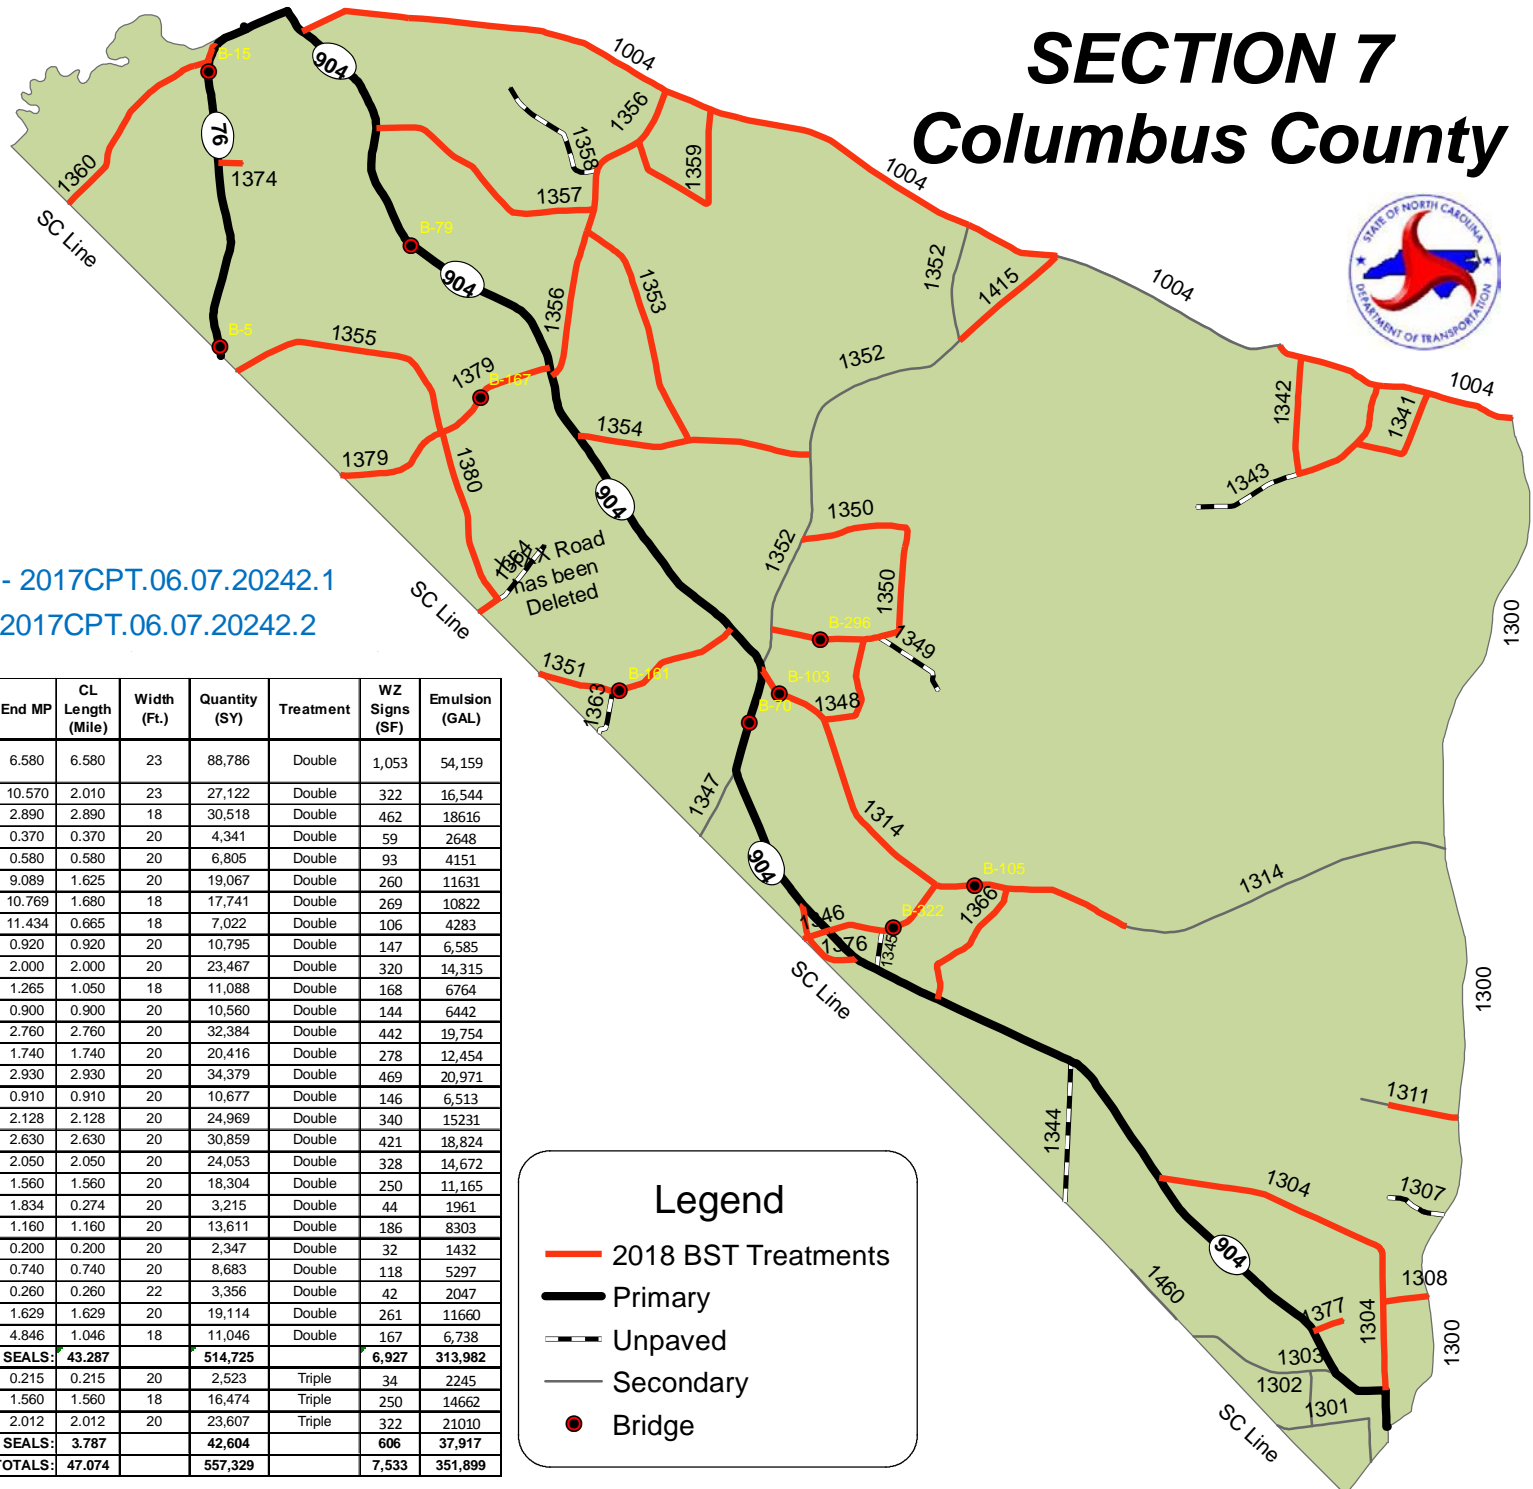 SECTION 7
Columbus County
STATE OF NORTH CAROLINA
DEPARTMENT OF TRANSPORTATION
B-15
904
1004
1356
1358
1359
76
1374
1360
SC Line
1357
1004
B-79
904
1352
1415
1004
1356
1353
B-5
1355
1379
B-167
1352
1342
1341
1004
1354
1379
1380
1343
904
1350
1352
1364
XXXX Road
has been
Deleted
SC Line
1350
1300
- 2017CPT.06.07.20242.1
2017CPT.06.07.20242.2
B-296
1349
1351
B-161
1363
B-103
B-70
1348
1347
1314
904
B-105
1314
1366
B-322
1346
1376
1345
SC Line
1300
1311
1344
1304
1307
904
1460
1308
1377
1304
1300
1303
1302
1301
SC Line
End MP CL Length (Mile) Width (Ft.) Quantity (SY) Treatment WZ Signs (SF) Emulsion (GAL)
6.580 6.580 23 88,786 Double 1,053 54,159
10.570 2.010 23 27,122 Double 322 16,544
2.890 2.890 18 30,518 Double 462 18616
0.370 0.370 20 4,341 Double 59 2648
0.580 0.580 20 6,805 Double 93 4151
9.089 1.625 20 19,067 Double 260 11631
10.769 1.680 18 17,741 Double 269 10822
11.434 0.665 18 7,022 Double 106 4283
0.920 0.920 20 10,795 Double 147 6,585
2.000 2.000 20 23,467 Double 320 14,315
1.265 1.050 18 11,088 Double 168 6764
0.900 0.900 20 10,560 Double 144 6442
2.760 2.760 20 32,384 Double 442 19,754
1.740 1.740 20 20,416 Double 278 12,454
2.930 2.930 20 34,379 Double 469 20,971
0.910 0.910 20 10,677 Double 146 6,513
2.128 2.128 20 24,969 Double 340 15231
2.630 2.630 20 30,859 Double 421 18,824
2.050 2.050 20 24,053 Double 328 14,672
1.560 1.560 20 18,304 Double 250 11,165
1.834 0.274 20 3,215 Double 44 1961
1.160 1.160 20 13,611 Double 186 8303
0.200 0.200 20 2,347 Double 32 1432
0.740 0.740 20 8,683 Double 118 5297
0.260 0.260 22 3,356 Double 42 2047
1.629 1.629 20 19,114 Double 261 11660
4.846 1.046 18 11,046 Double 167 6,738
SEALS: 43.287 514,725 6,927 313,982
0.215 0.215 20 2,523 Triple 34 2245
1.560 1.560 18 16,474 Triple 250 14662
2.012 2.012 20 23,607 Triple 322 21010
SEALS: 3.787 42,604 606 37,917
TOTALS: 47.074 557,329 7,533 351,899
Legend
2018 BST Treatments
Primary
Unpaved
Secondary
Bridge